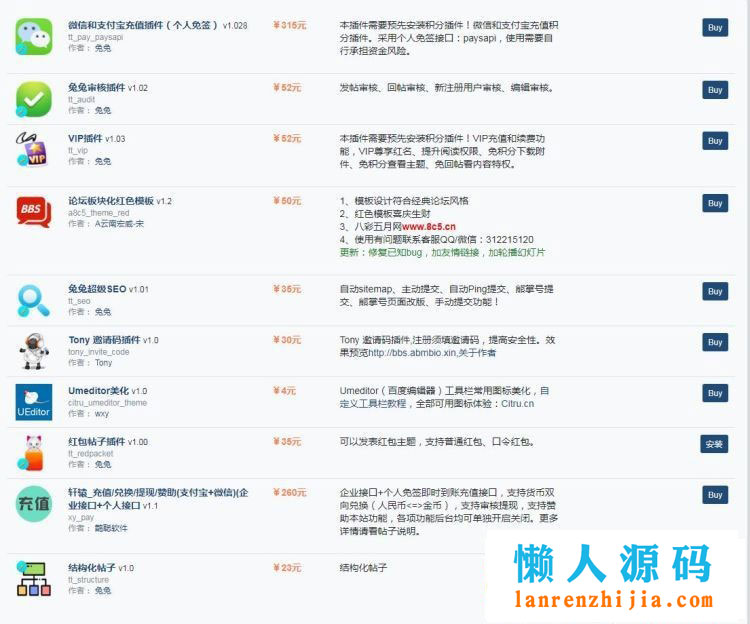 微信和支付宝充值插件（个人免签） v1.028
tt_pay_paysapi
作者： 兔兔
￥315元
本插件需要预先安装积分插件！微信和支付宝充值积
分插件。采用个人免签接口：paysapi，使用需要自
行承担资金风险。
Buy
兔兔审核插件 v1.02
tt_audit
作者： 兔兔
￥52元
发帖审核、回帖审核、新注册用户审核、编辑审核。
Buy
VIP
VIP插件 v1.03
tt_vip
作者： 兔兔
￥52元
本插件需要预先安装积分插件！VIP充值和续费功
能，VIP尊享红名、提升阅读权限、免积分下载附
件、免积分查看主题、免回帖看内容特权。
Buy
BBS
论坛板块化红色模板 v1.2
a8c5_theme_red
作者： A云南宏威-宋
￥50元
1、模板设计符合经典论坛风格
2、红色模板喜庆生财
3、八彩五月网www.8c5.cn
4、使用有问题联系客服QQ/微信：312215120
更新：修复已知bug，加友情链接，加轮播幻灯片
Buy
兔兔超级SEO v1.01
tt_seo
作者： 兔兔
￥35元
自动sitemap、主动提交、自动Ping提交、熊掌号提
交、熊掌号页面改版、手动提交功能！
Buy
Tony 邀请码插件 v1.0
tony_invite_code
作者： Tony
￥30元
Tony 邀请码插件,注册须填邀请码，提高安全性。效
果预览http://bbs.abmbio.xin,关于作者
Buy
UEditor
Umeditor美化 v1.0
citru_umeditor_theme
作者： wxy
￥4元
Umeditor（百度编辑器）工具栏常用图标美化，自
定义工具栏教程，全部可用图标体验：Citru.cn
Buy
红包帖子插件 v1.00
tt_redpacket
作者： 兔兔
￥35元
可以发表红包主题，支持普通红包、口令红包。
安装
充值
轩辕_充值/兑换/提现/赞助(支付宝+微信)(企
业接口+个人接口 v1.1
xy_pay
作者： 酷聪软件
￥260元
企业接口+个人免签即时到账充值接口，支持货币双
向兑换（人民币<=>金币），支持审核提现，支持赞
助本站功能，各项功能后台均可单独开启关闭。更多
详情请看帖子说明。
Buy
结构化帖子 v1.0
tt_structure
作者： 兔兔
￥23元
结构化帖子
懒人源码
lanrenzhijia.com